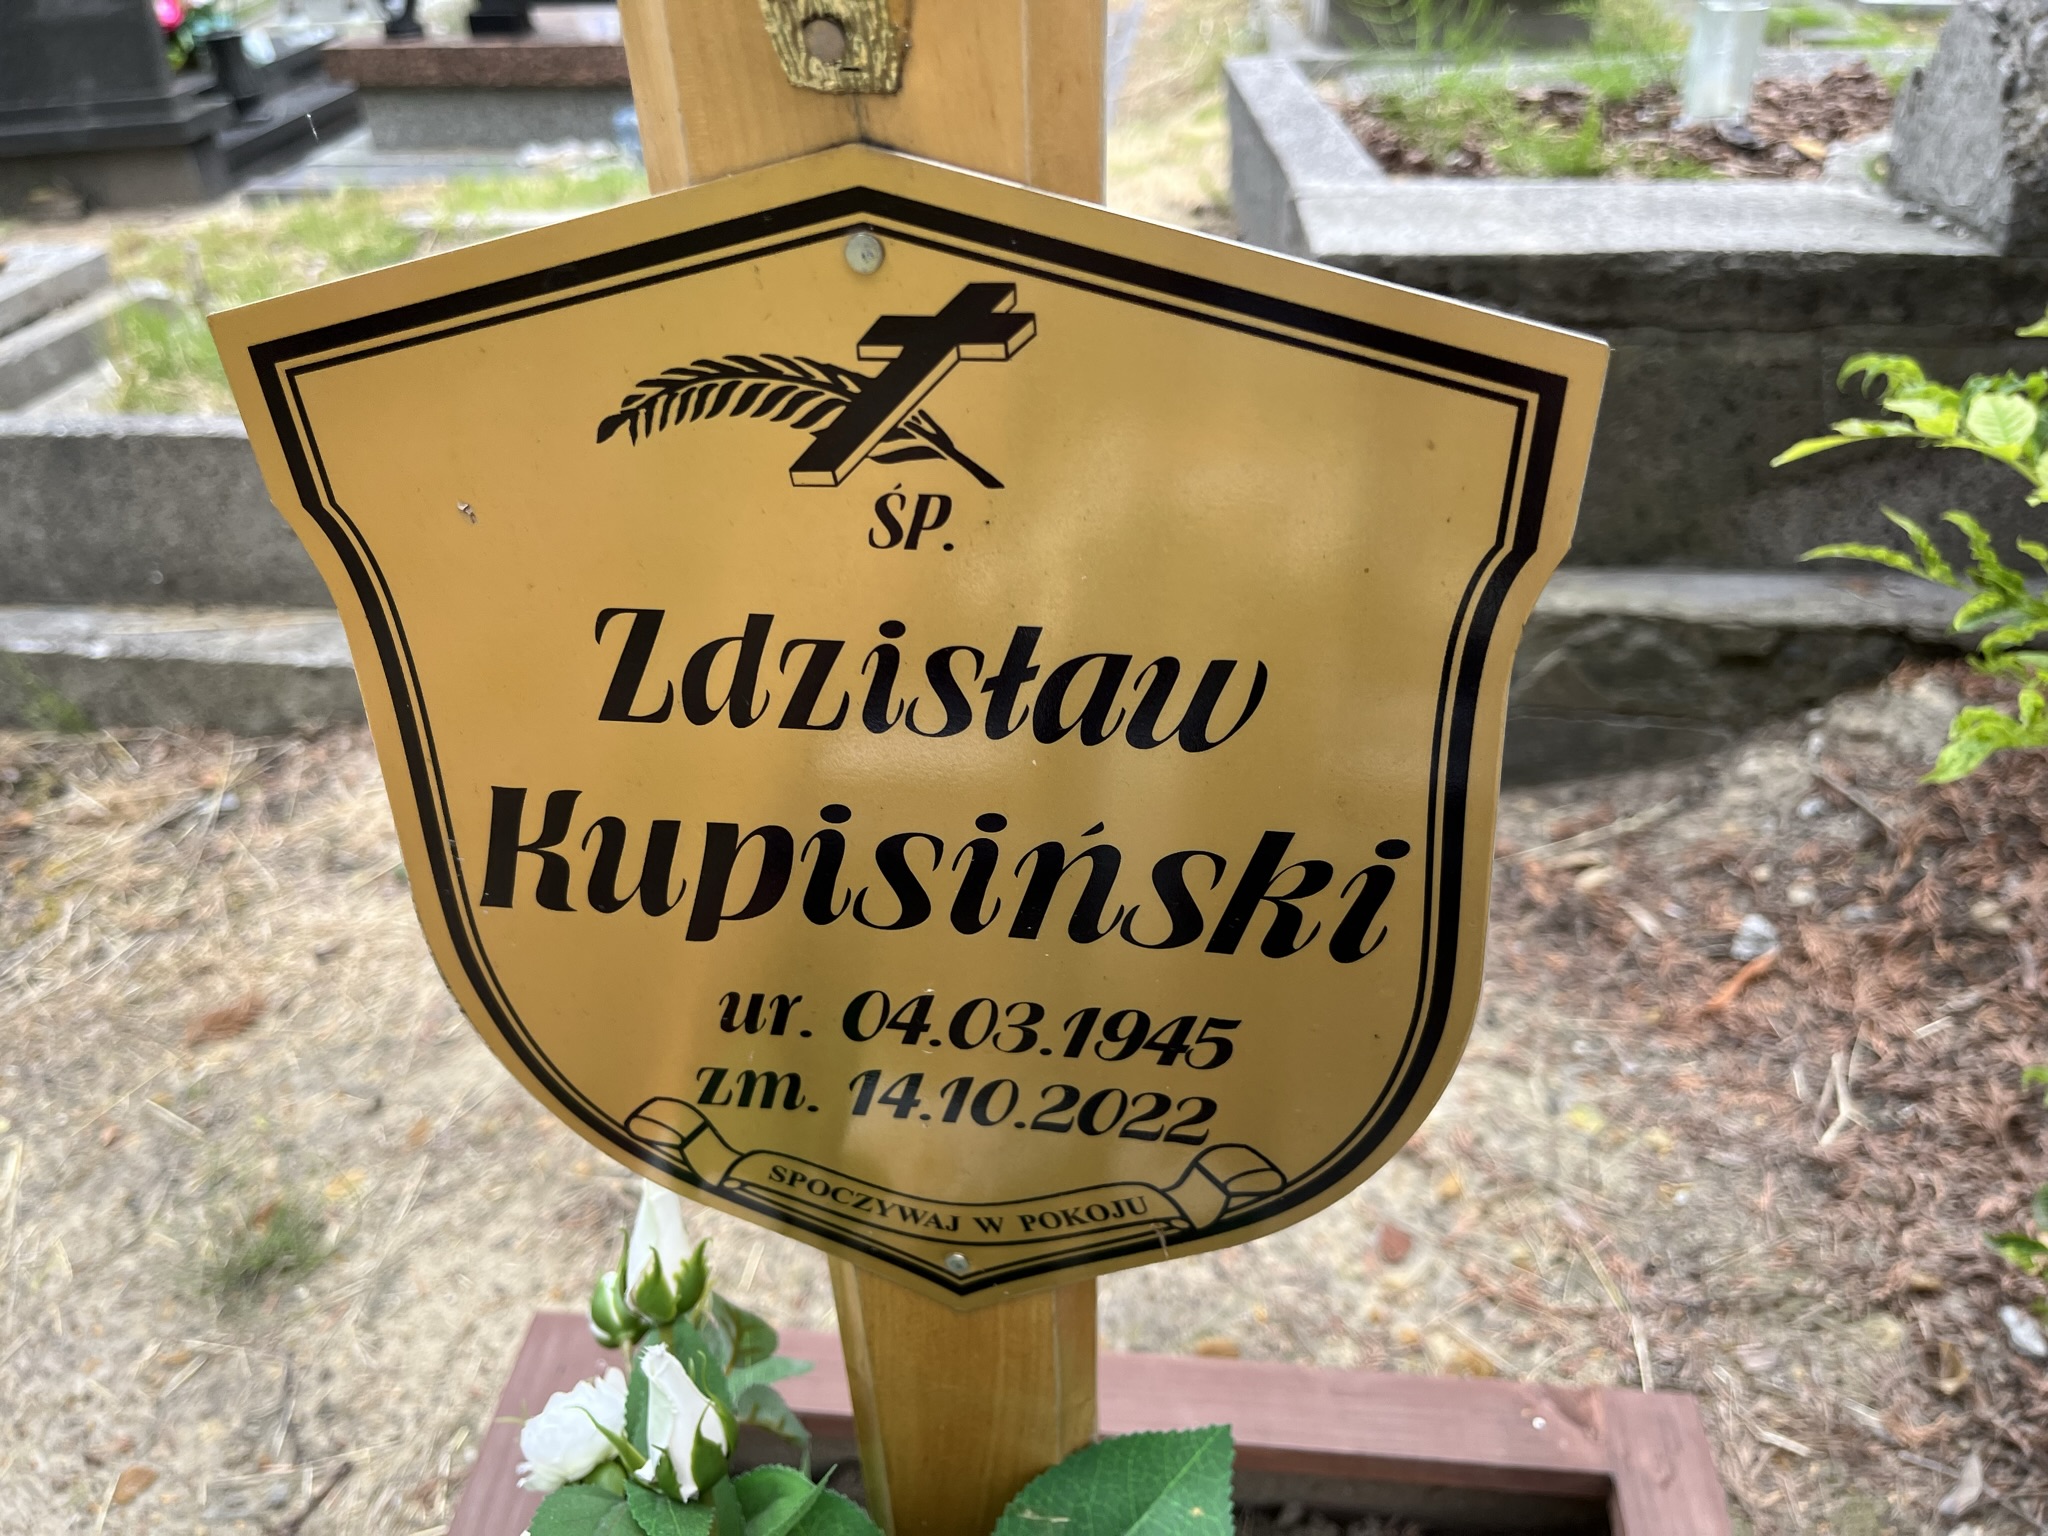 ŚP.
Zdzisław
Kupisiński
ur. 04.03.1945
zm. 14.10.2022
SPOCZYWAJ W POKOJU